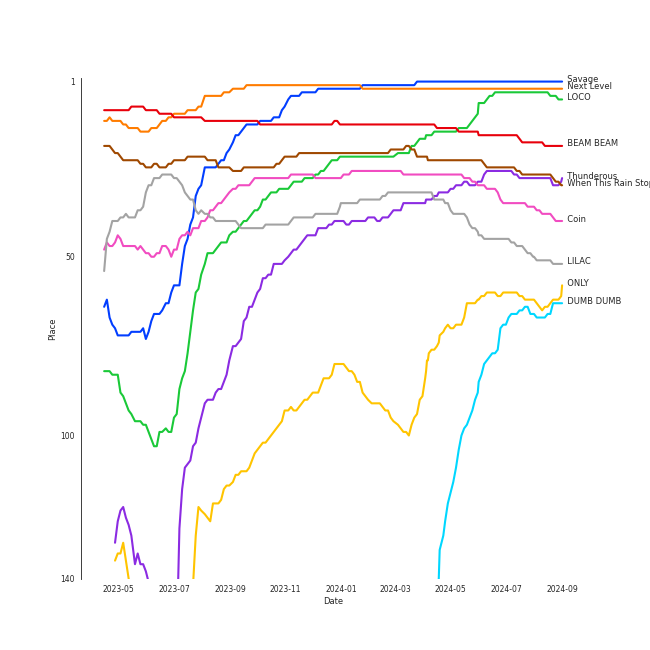 1
50
100
140
Place
2023-05
2023-07
2023-09
2023-11
2024-01
2024-03
2024-05
2024-07
2024-09
Date
Savage
Next Level
LOCO
BEAM BEAM
Thunderous
When This Rain Stop
Coin
LILAC
ONLY
DUMB DUMB